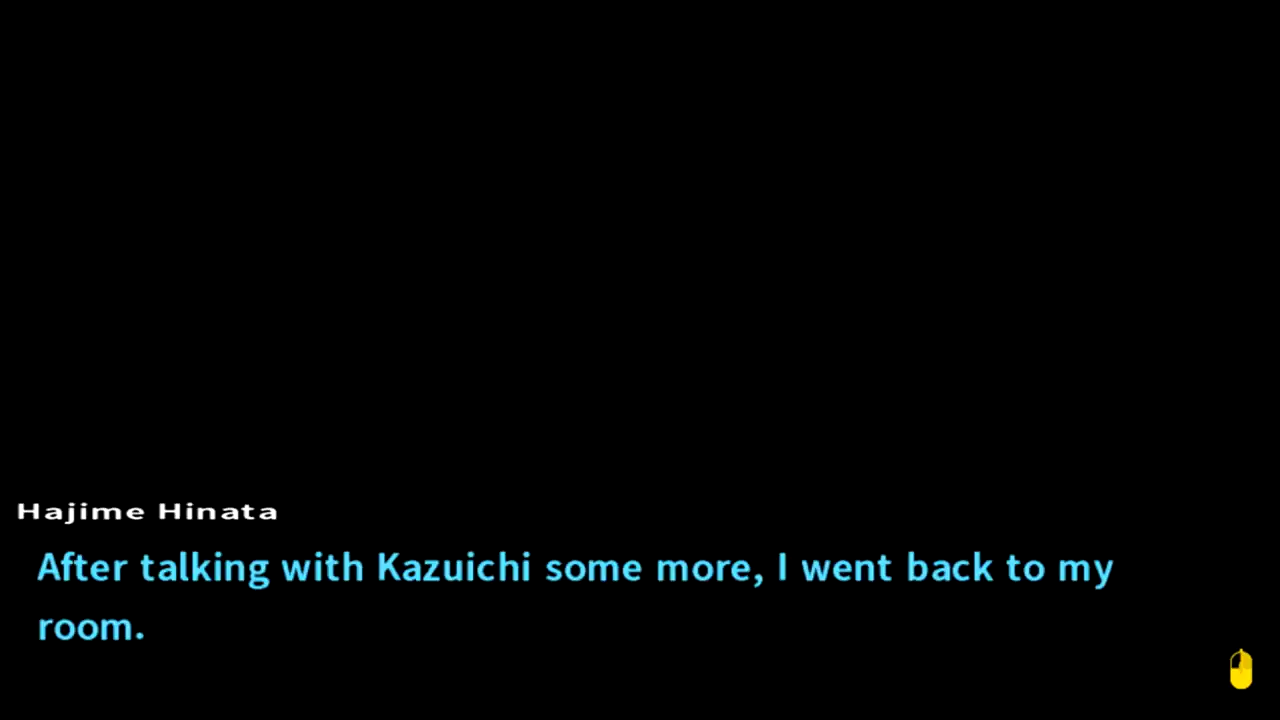 Hajime Hinata
After talking with Kazuichi some more, I went back to my
room.